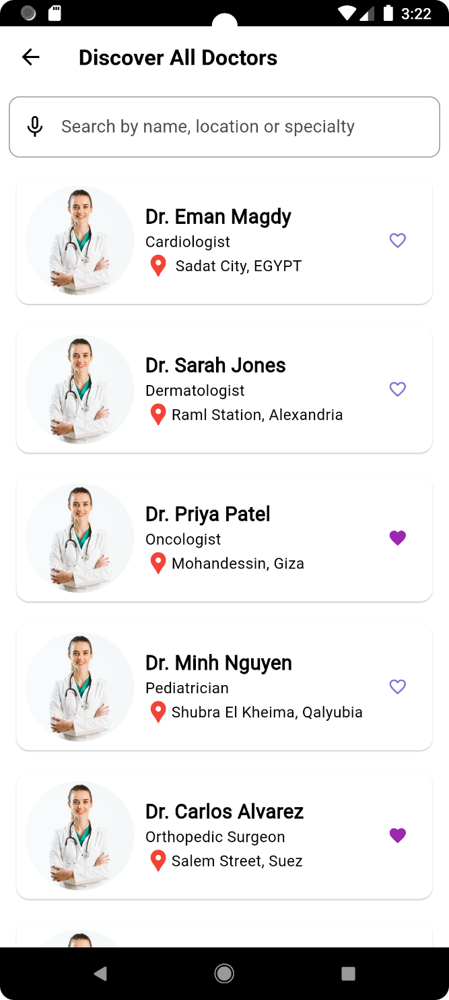 3:22
Discover All Doctors
Search by name, location or specialty
Dr. Eman Magdy
Cardiologist
Sadat City, EGYPT
Dr. Sarah Jones
Dermatologist
Raml Station, Alexandria
Dr. Priya Patel
Oncologist
Mohandessin, Giza
Dr. Minh Nguyen
Pediatrician
Shubra El Kheima, Qalyubia
Dr. Carlos Alvarez
Orthopedic Surgeon
Salem Street, Suez